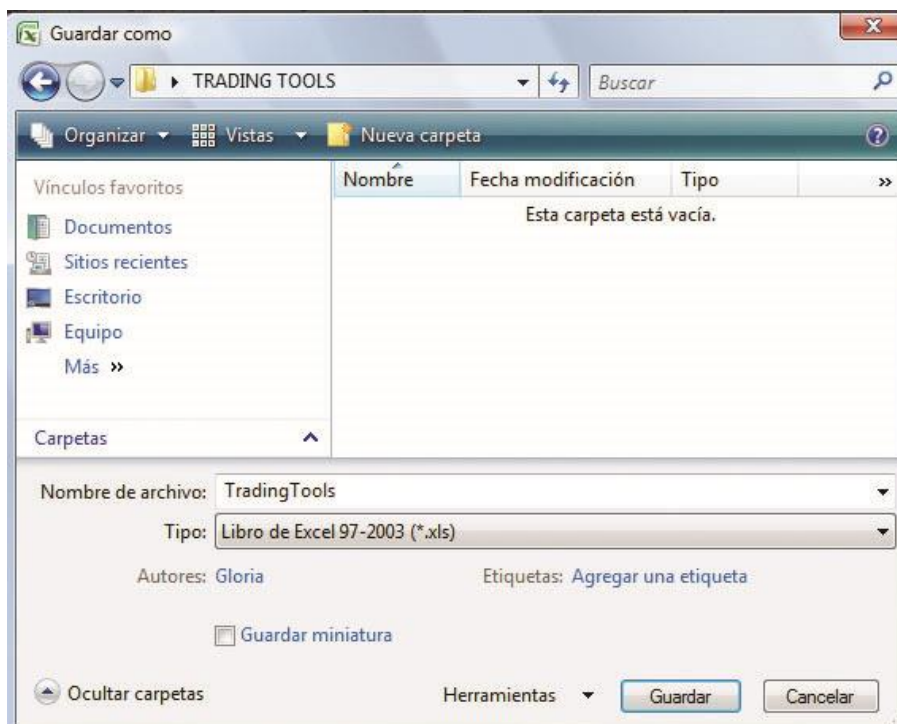 Guardar como
TRADING TOOLS
Buscar
Organizar Vistas Nueva carpeta
Vínculos favoritos
Documentos
Sitios recientes
Escritorio
Equipo
Más »
Carpetas
Nombre Fecha modificación Tipo »
Esta carpeta está vacía.
Nombre de archivo: TradingTools
Tipo: Libro de Excel 97-2003 (*.xls)
Autores: Gloria Etiquetas: Agregar una etiqueta
Guardar miniatura
Ocultar carpetas Herramientas Guardar Cancelar